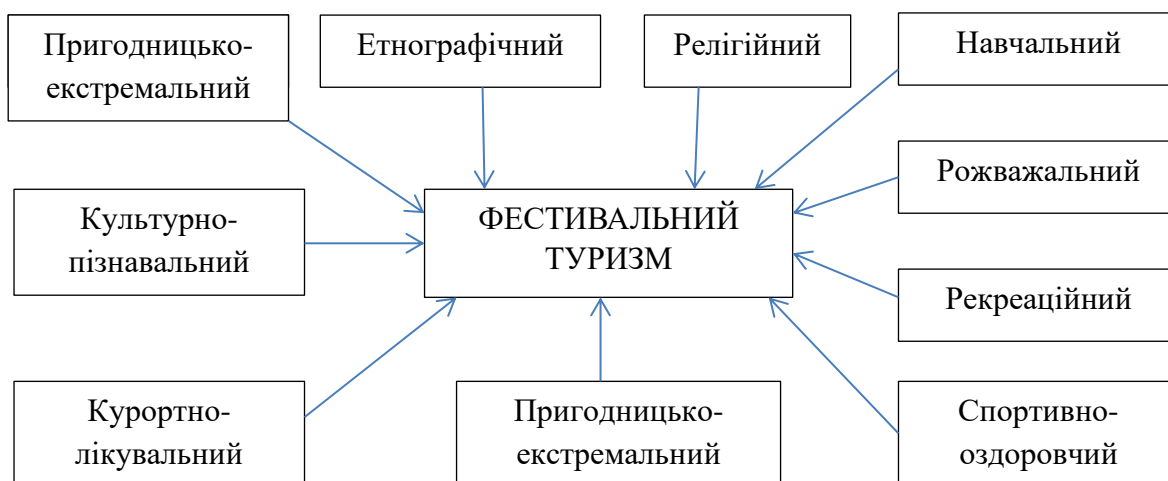 Пригодницько-
екстремальний
Етнографічний
Релігійний
Навчальний
Рожважальний
Культурно-
пізнавальний
ФЕСТИВАЛЬНИЙ
ТУРИЗМ
Рекреаційний
Курортно-
лікувальний
Пригодницько-
екстремальний
Спортивно-
оздоровчий